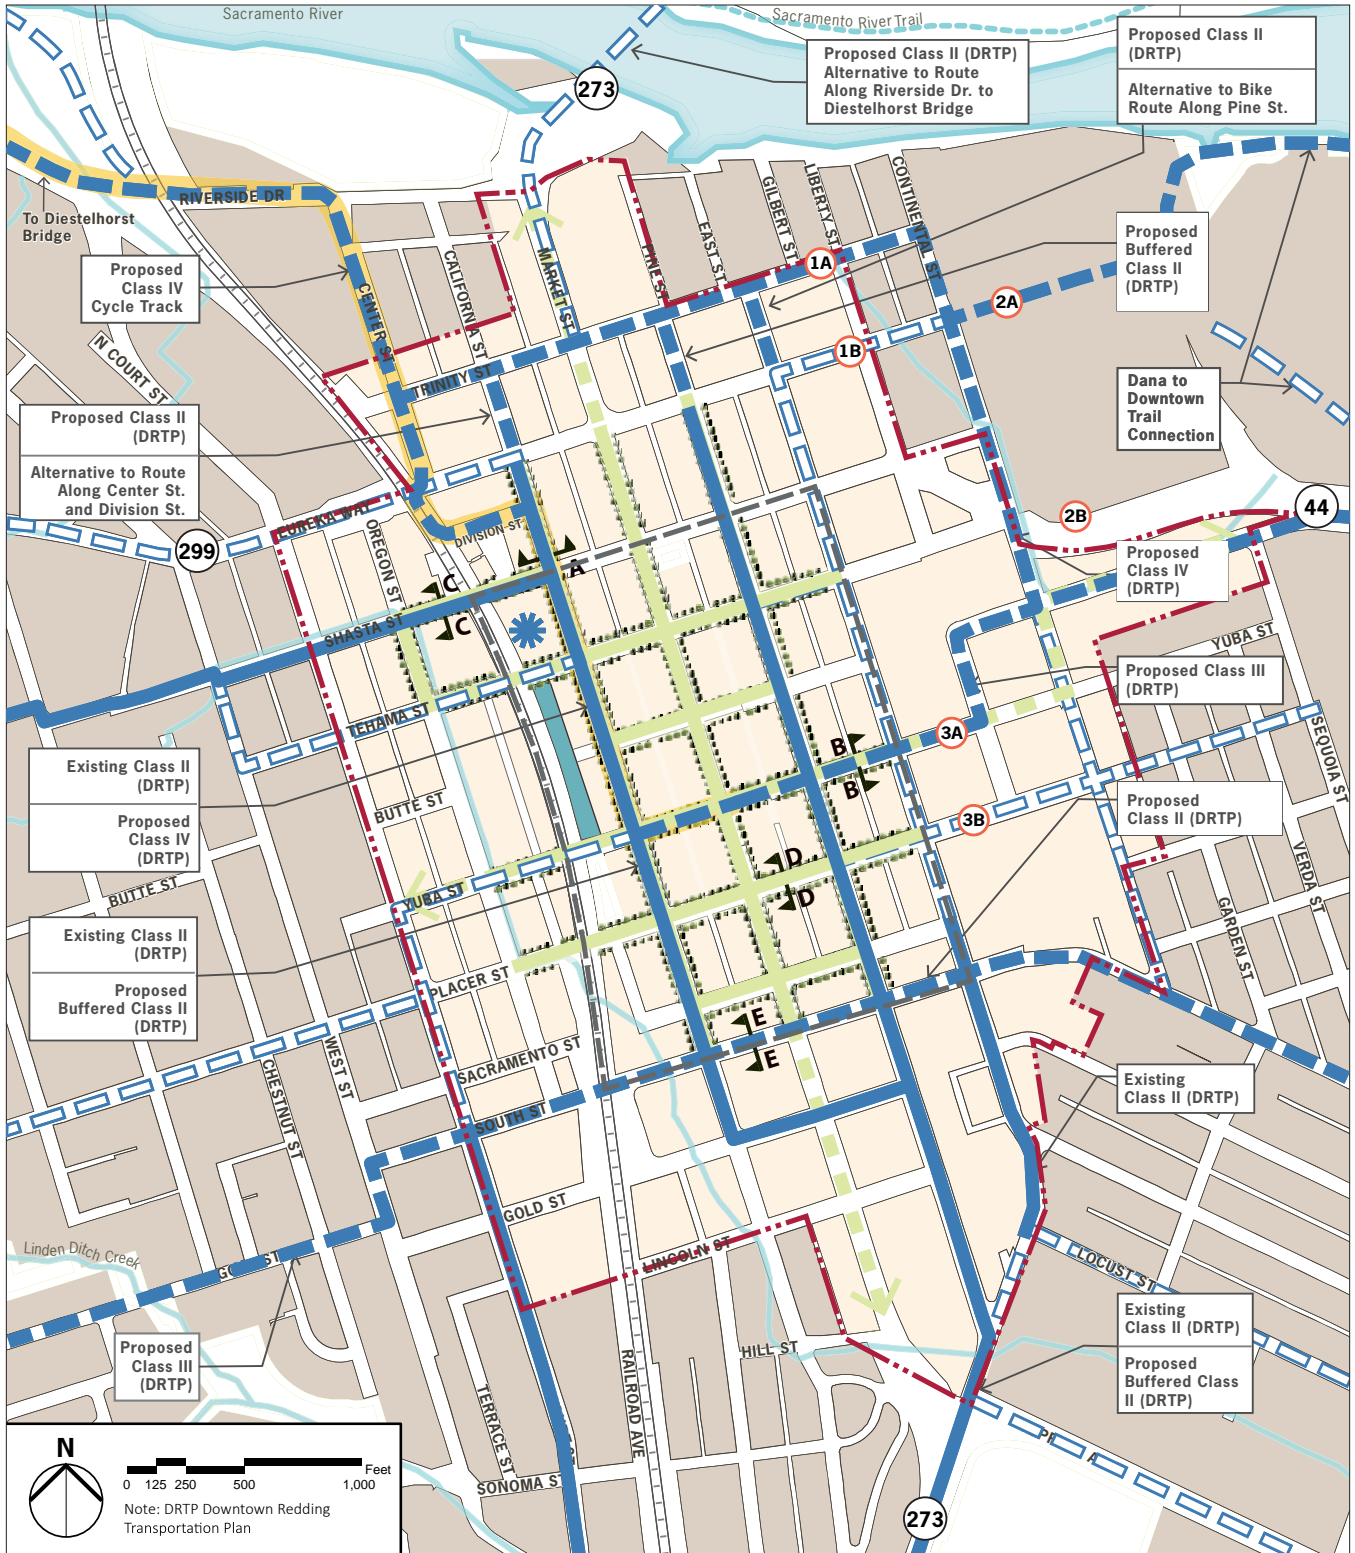 Sacramento River
Sacramento River Trail
Proposed Class II (DRTP)
Alternative to Route
Along Riverside Dr. to
Diestelhorst Bridge
Proposed Class II
(DRTP)
Alternative to Bike
Route Along Pine St.
273
RIVERSIDE DR
To Diestelhorst
Bridge
Proposed
Class IV
Cycle Track
CENTER ST
CALIFORNIA ST
MARKET ST
PINE ST
EAST ST
GILBERT ST
LIBERTY ST
CONTINENTAL ST
1A
2A
1B
Proposed
Buffered
Class II
(DRTP)
N COURT ST
TRINITY ST
Dana to
Downtown
Trail
Connection
Proposed Class II
(DRTP)
Alternative to Route
Along Center St.
and Division St.
EUREKA WAY
299
OREGON ST
DIVISION ST
2B
44
Proposed
Class IV
(DRTP)
A
C
C
SHASTA ST
YUBA ST
Proposed Class III
(DRTP)
TEHAMA ST
3A
B
B
SEQUOIA ST
Existing Class II
(DRTP)
Proposed
Class IV
(DRTP)
BUTTE ST
3B
Proposed
Class II (DRTP)
BUTTE ST
YUBA ST
D
D
VERDA ST
GARDEN ST
Existing Class II
(DRTP)
Proposed
Buffered Class II
(DRTP)
PLACER ST
E
E
SACRAMENTO ST
WEST ST
CHESTNUT ST
SOUTH ST
Existing
Class II (DRTP)
GOLD ST
LINCOLN ST
LOCUST ST
Linden Ditch Creek
Proposed
Class III
(DRTP)
HILL ST
Existing
Class II (DRTP)
Proposed
Buffered Class
II (DRTP)
RAILROAD AVE
TERRACE ST
SONOMA ST
273
N
0 125 250 500 1,000
Feet
Note: DRTP Downtown Redding
Transportation Plan